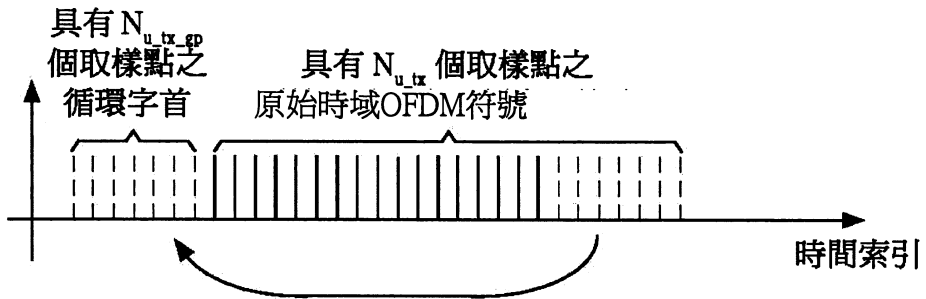 具有 N_u_tx_gp
個取樣點之
循環字首
具有 N_u_tx 個取樣點之
原始時域OFDM符號
時間索引